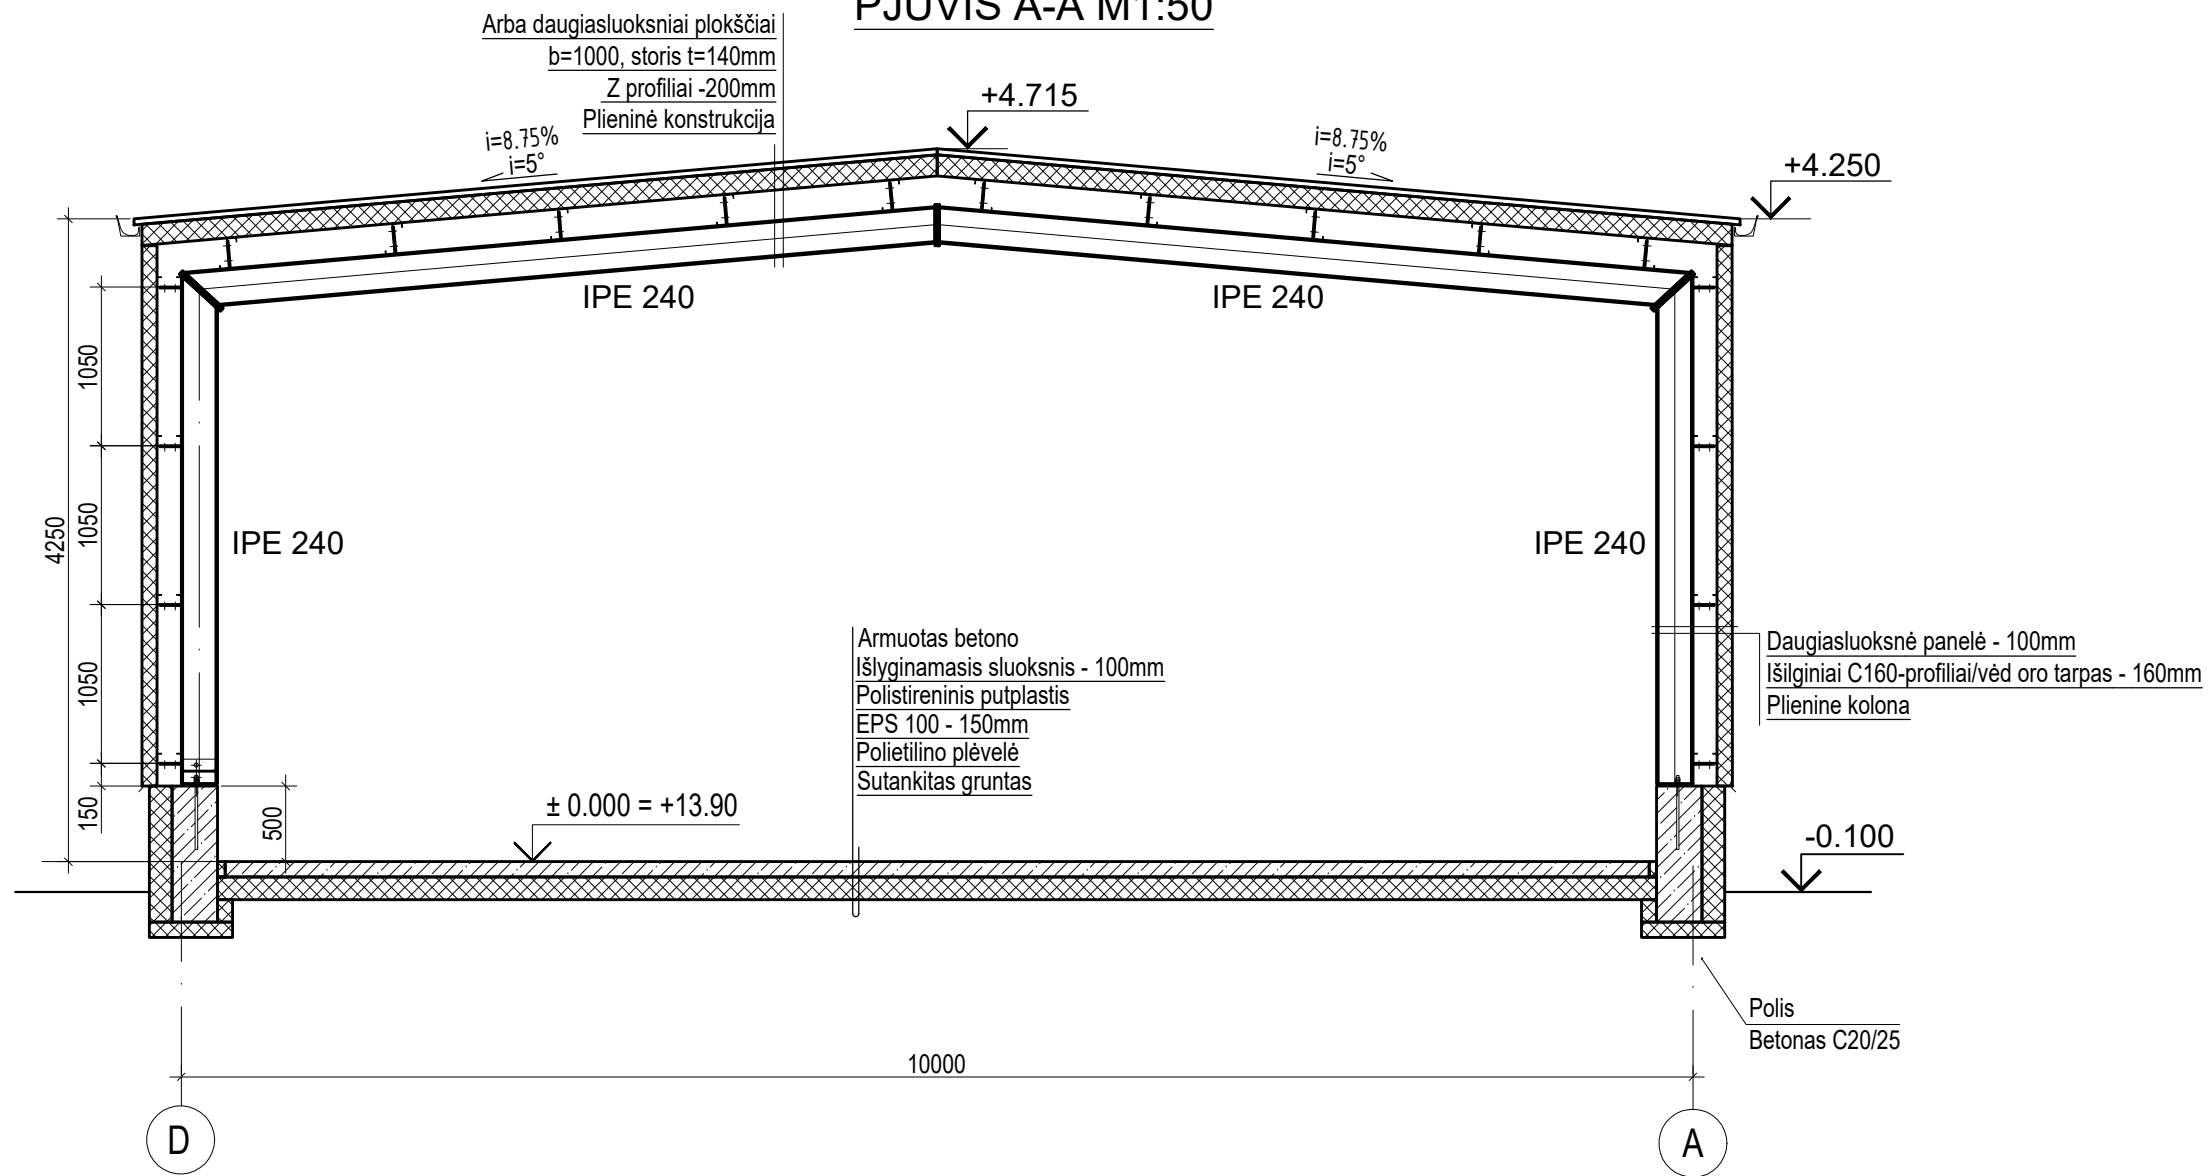 PJŪVIS A-A M1:50
Arba daugiasluoksniai plokščiai
b=1000, storis t=140mm
Z profiliai -200mm
Plieninė konstrukcija
+4.715
i=8.75%
i=5°
i=8.75%
i=5°
+4.250
IPE 240
IPE 240
1050
1050
1050
150
4250
500
IPE 240
IPE 240
Armuotas betono
Išlyginamasis sluoksnis - 100mm
Polistireninis putplastis
EPS 100 - 150mm
Polietilino plėvelė
Sutankitas gruntas
Daugiasluoksnė panelė - 100mm
Išilginiai C160-profiliai/vėd oro tarpas - 160mm
Plienine kolona
± 0.000 = +13.90
-0.100
Polis
Betonas C20/25
10000
D
A